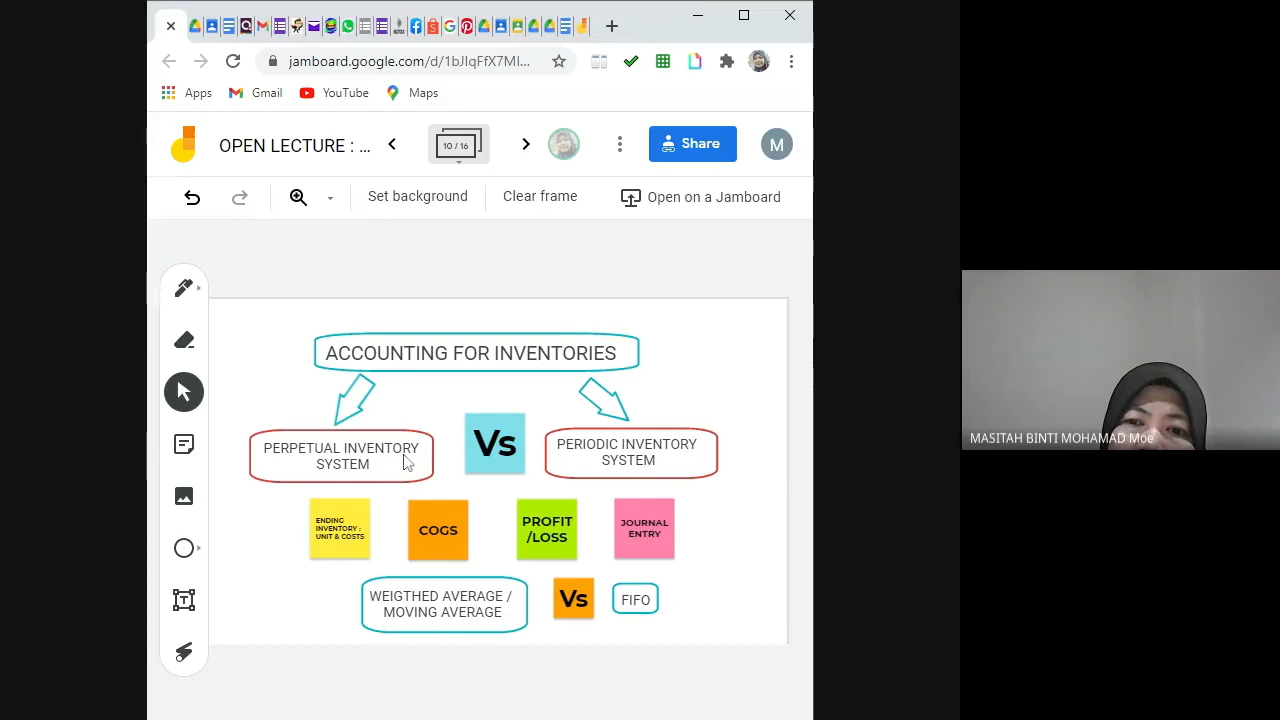 jamboard.google.com/d/1bJIqFfX7MI...
Apps Gmail YouTube Maps
OPEN LECTURE : ...
10 / 16
Share
M
Set background
Clear frame
Open on a Jamboard
ACCOUNTING FOR INVENTORIES
PERPETUAL INVENTORY
SYSTEM
Vs
PERIODIC INVENTORY
SYSTEM
ENDING
INVENTORY :
UNIT & COSTS
COGS
PROFIT
/LOSS
JOURNAL
ENTRY
WEIGTHED AVERAGE /
MOVING AVERAGE
Vs
FIFO
MASITAH BINTI MOHAMAD Moe